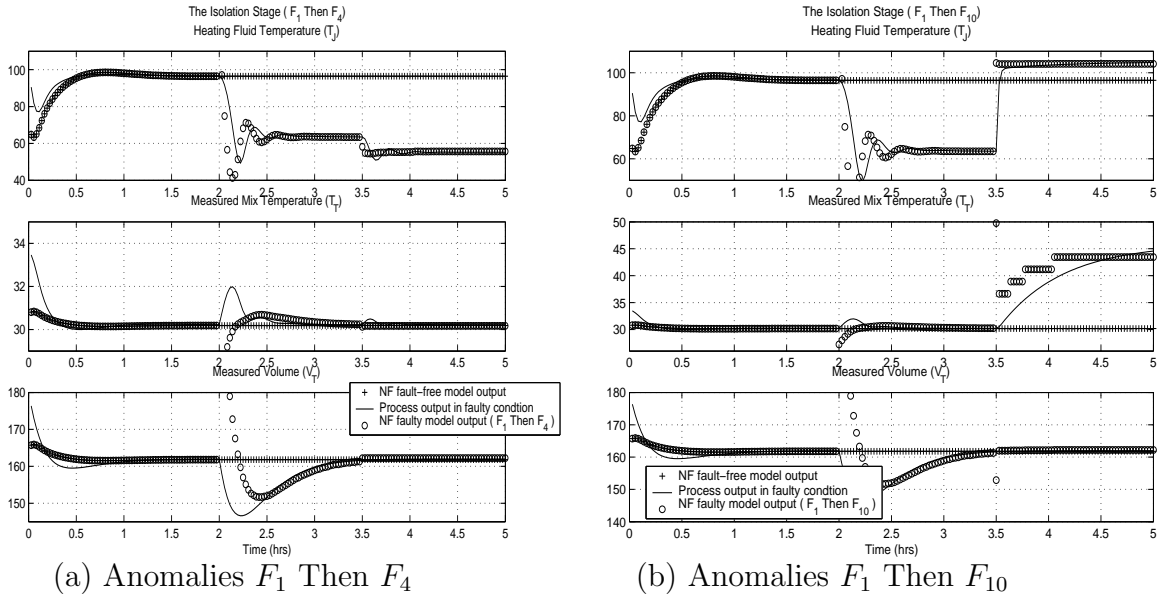 The Isolation Stage ( F1 Then F4)
Heating Fluid Temperature (TJ)
100
80
60
40
0 0.5 1 1.5 2 2.5 3 3.5 4 4.5 5
Measured Mix Temperature (TT)
34
32
30
0 0.5 1 1.5 2 2.5 3 3.5 4 4.5 5
Measured Volume (VT)
180
170
160
150
NF fault−free model output
Process output in faulty condtion
NF faulty model output ( F1 Then F4 )
0 0.5 1 1.5 2 2.5 3 3.5 4 4.5 5
Time (hrs)
(a) Anomalies F1 Then F4
The Isolation Stage ( F1 Then F10)
Heating Fluid Temperature (TJ)
100
80
60
0 0.5 1 1.5 2 2.5 3 3.5 4 4.5 5
Measured Mix Temperature (TT)
50
45
40
35
30
0 0.5 1 1.5 2 2.5 3 3.5 4 4.5 5
Measured Volume (VT)
180
170
160
150
140
NF fault−free model output
Process output in faulty condtion
NF faulty model output ( F1 Then F10 )
0 0.5 1 1.5 2 2.5 3 3.5 4 4.5 5
Time (hrs)
(b) Anomalies F1 Then F10